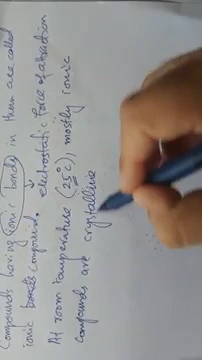 Compounds having ionic bonds in them are called
ionic bonds compound. electrostatic force of attraction
At room temperature (25°C), mostly ionic
compounds are crystalline